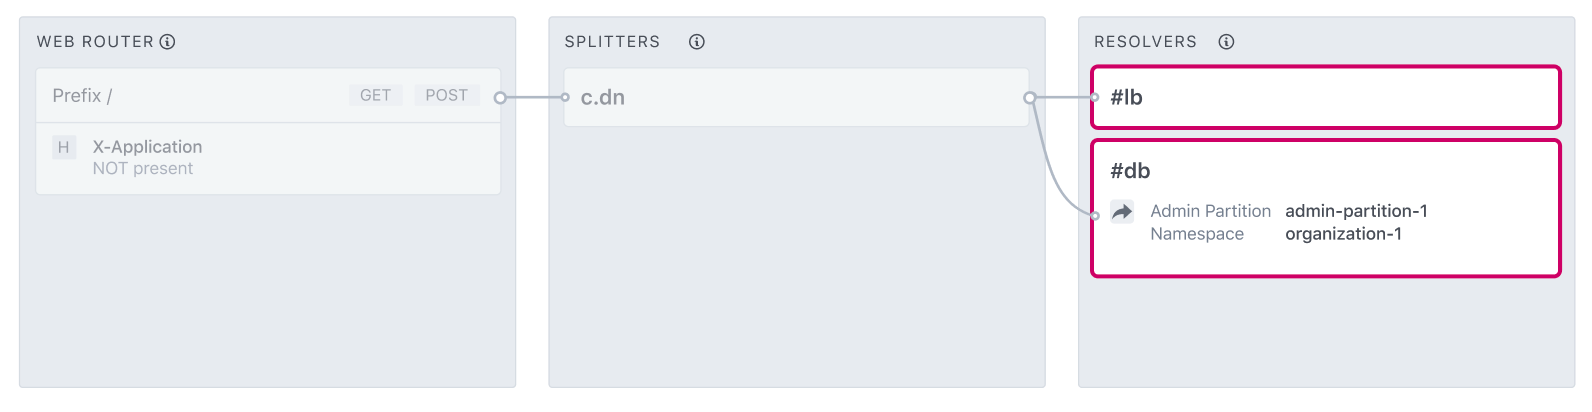 WEB ROUTER
Prefix /
GET
POST
H
X-Application
NOT present
SPLITTERS
c.dn
RESOLVERS
#lb
#db
Admin Partition admin-partition-1
Namespace organization-1